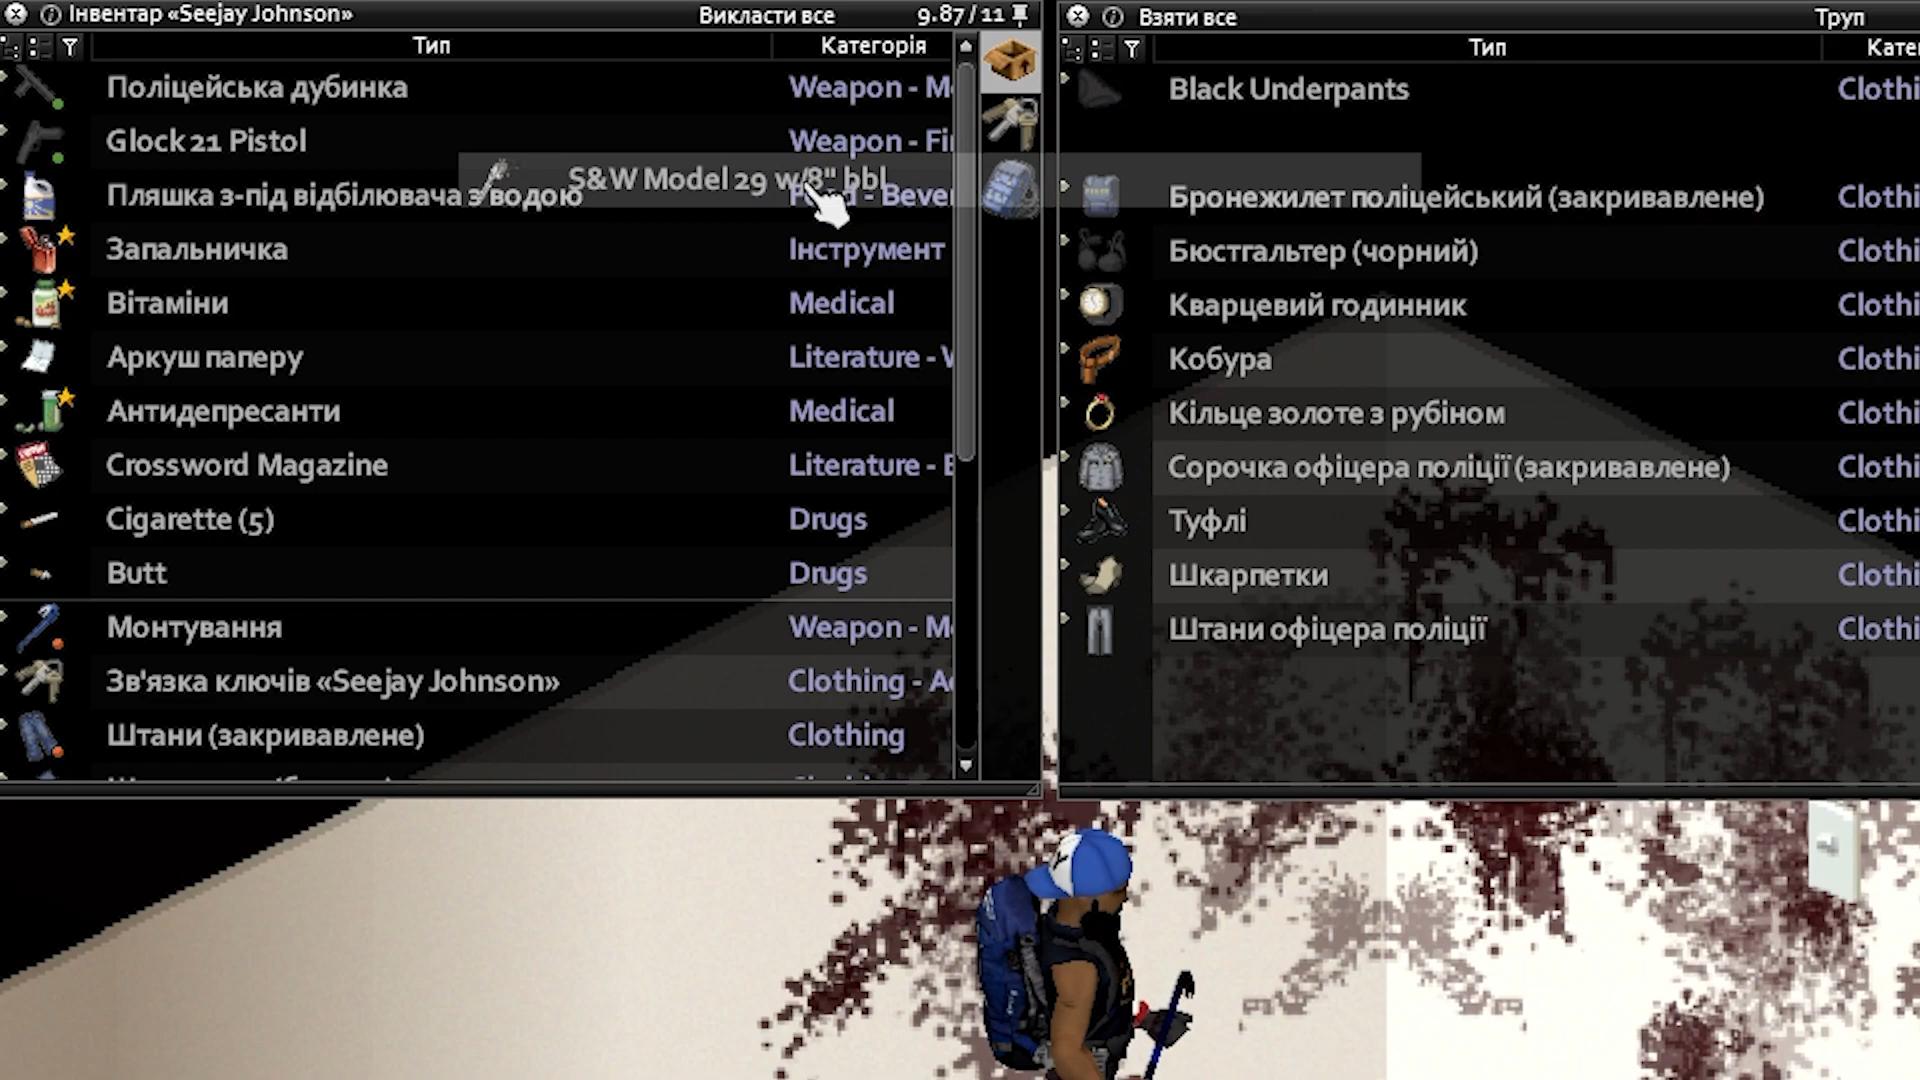 Інвентар «Seejay Johnson» Викласти все 9.87 / 11
Тип Категорія
Поліцейська дубинка Weapon - M
Glock 21 Pistol Weapon - Fi
S&W Model 29 w/8" bbl
Пляшка з-під відбілювача з водою Food - Bever
Запальничка Інструмент
Вітаміни Medical
Аркуш паперу Literature - W
Антидепресанти Medical
Crossword Magazine Literature - E
Cigarette (5) Drugs
Butt Drugs
Монтування Weapon - M
Зв'язка ключів «Seejay Johnson» Clothing - Ac
Штани (закривавлене) Clothing
Взяти все Труп
Тип Кате
Black Underpants Clothi
Бронежилет поліцейський (закривавлене) Clothi
Бюстгальтер (чорний) Clothi
Кварцевий годинник Clothi
Кобура Clothi
Кільце золоте з рубіном Clothi
Сорочка офіцера поліції (закривавлене) Clothi
Туфлі Clothi
Шкарпетки Clothi
Штани офіцера поліції Clothi